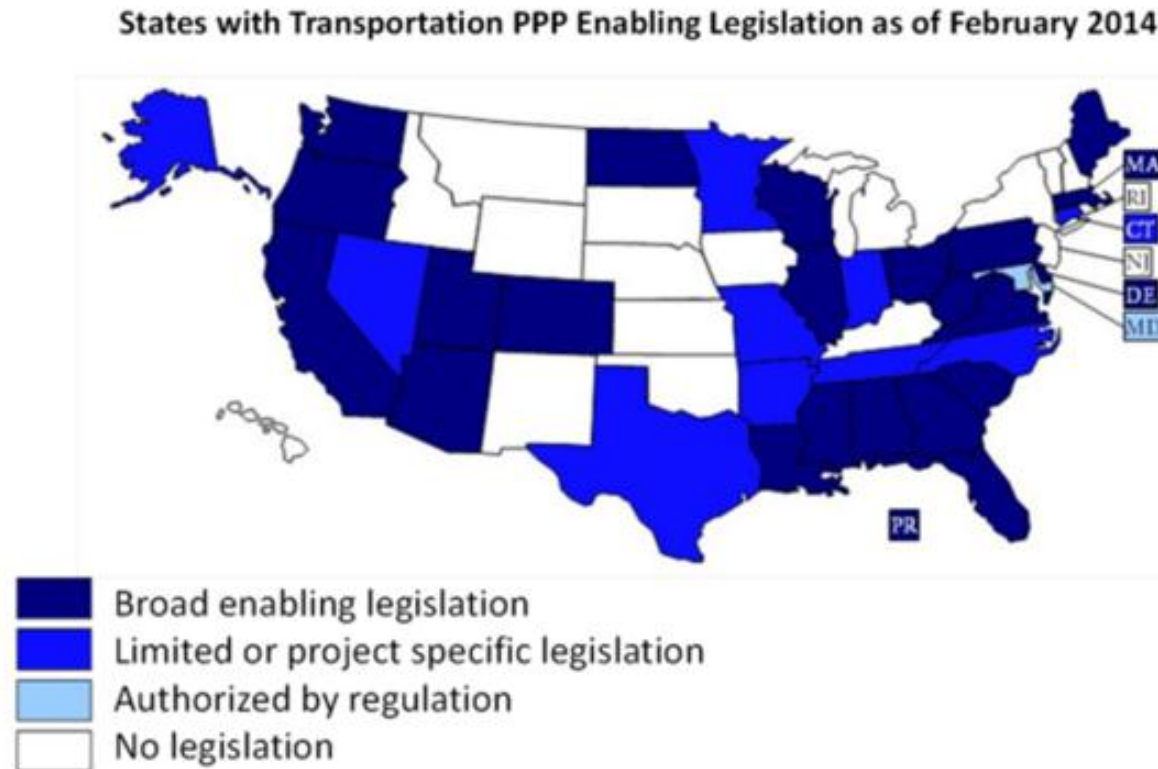 States with Transportation PPP Enabling Legislation as of February 2014
MA
RI
CT
NJ
DE
MD
PR
Broad enabling legislation
Limited or project specific legislation
Authorized by regulation
No legislation